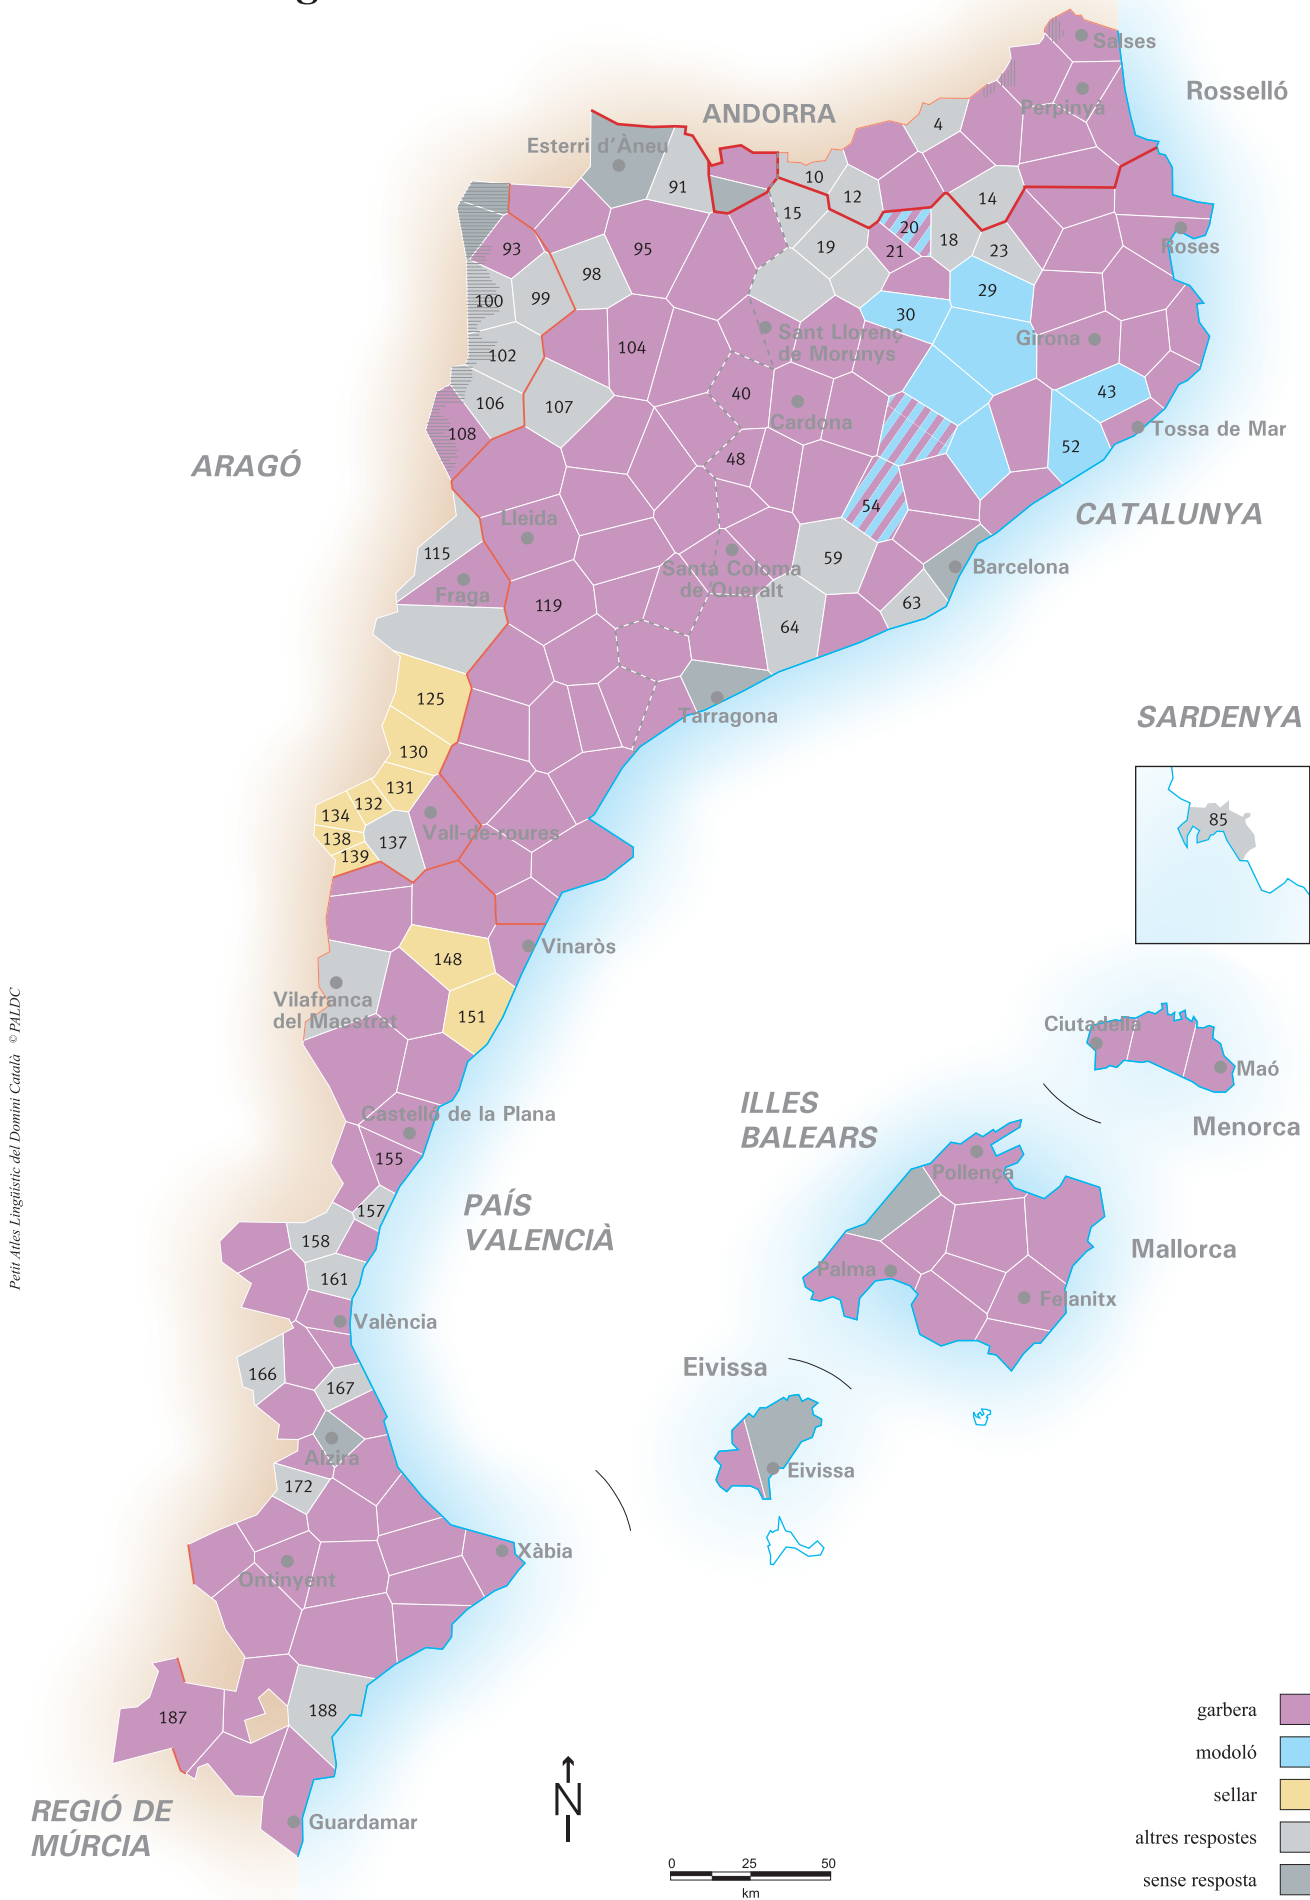 Salses
Rosselló
Perpinyà
ANDORRA
4
Esterri d'Àneu
91
10
12
14
15
20
18
21
23
19
Roses
93
95
98
99
100
29
30
Sant Llorenç
de Morunys
Girona
102
104
40
43
106
107
Cardona
108
Tossa de Mar
52
48
ARAGÓ
54
CATALUNYA
Lleida
115
59
Santa Coloma
de Queralt
Barcelona
Fraga
119
63
64
125
Tarragona
SARDENYA
130
131
132
134
85
138
137
Vall-de-roures
139
148
Vinaròs
Vilafranca
del Maestrat
151
Ciutadella
Maó
ILLES
BALEARS
Menorca
Castelló de la Plana
155
Pollença
157
PAÍS
VALENCIÀ
158
Mallorca
161
Palma
Felanitx
València
166
167
Eivissa
Alzira
Eivissa
172
Xàbia
Ontinyent
187
188
REGIÓ DE
MÚRCIA
Guardamar
N
0 25 50
km
garbera
modoló
sellar
altres respostes
sense resposta
Petit Atles Lingüístic del Domini Català © PALDC